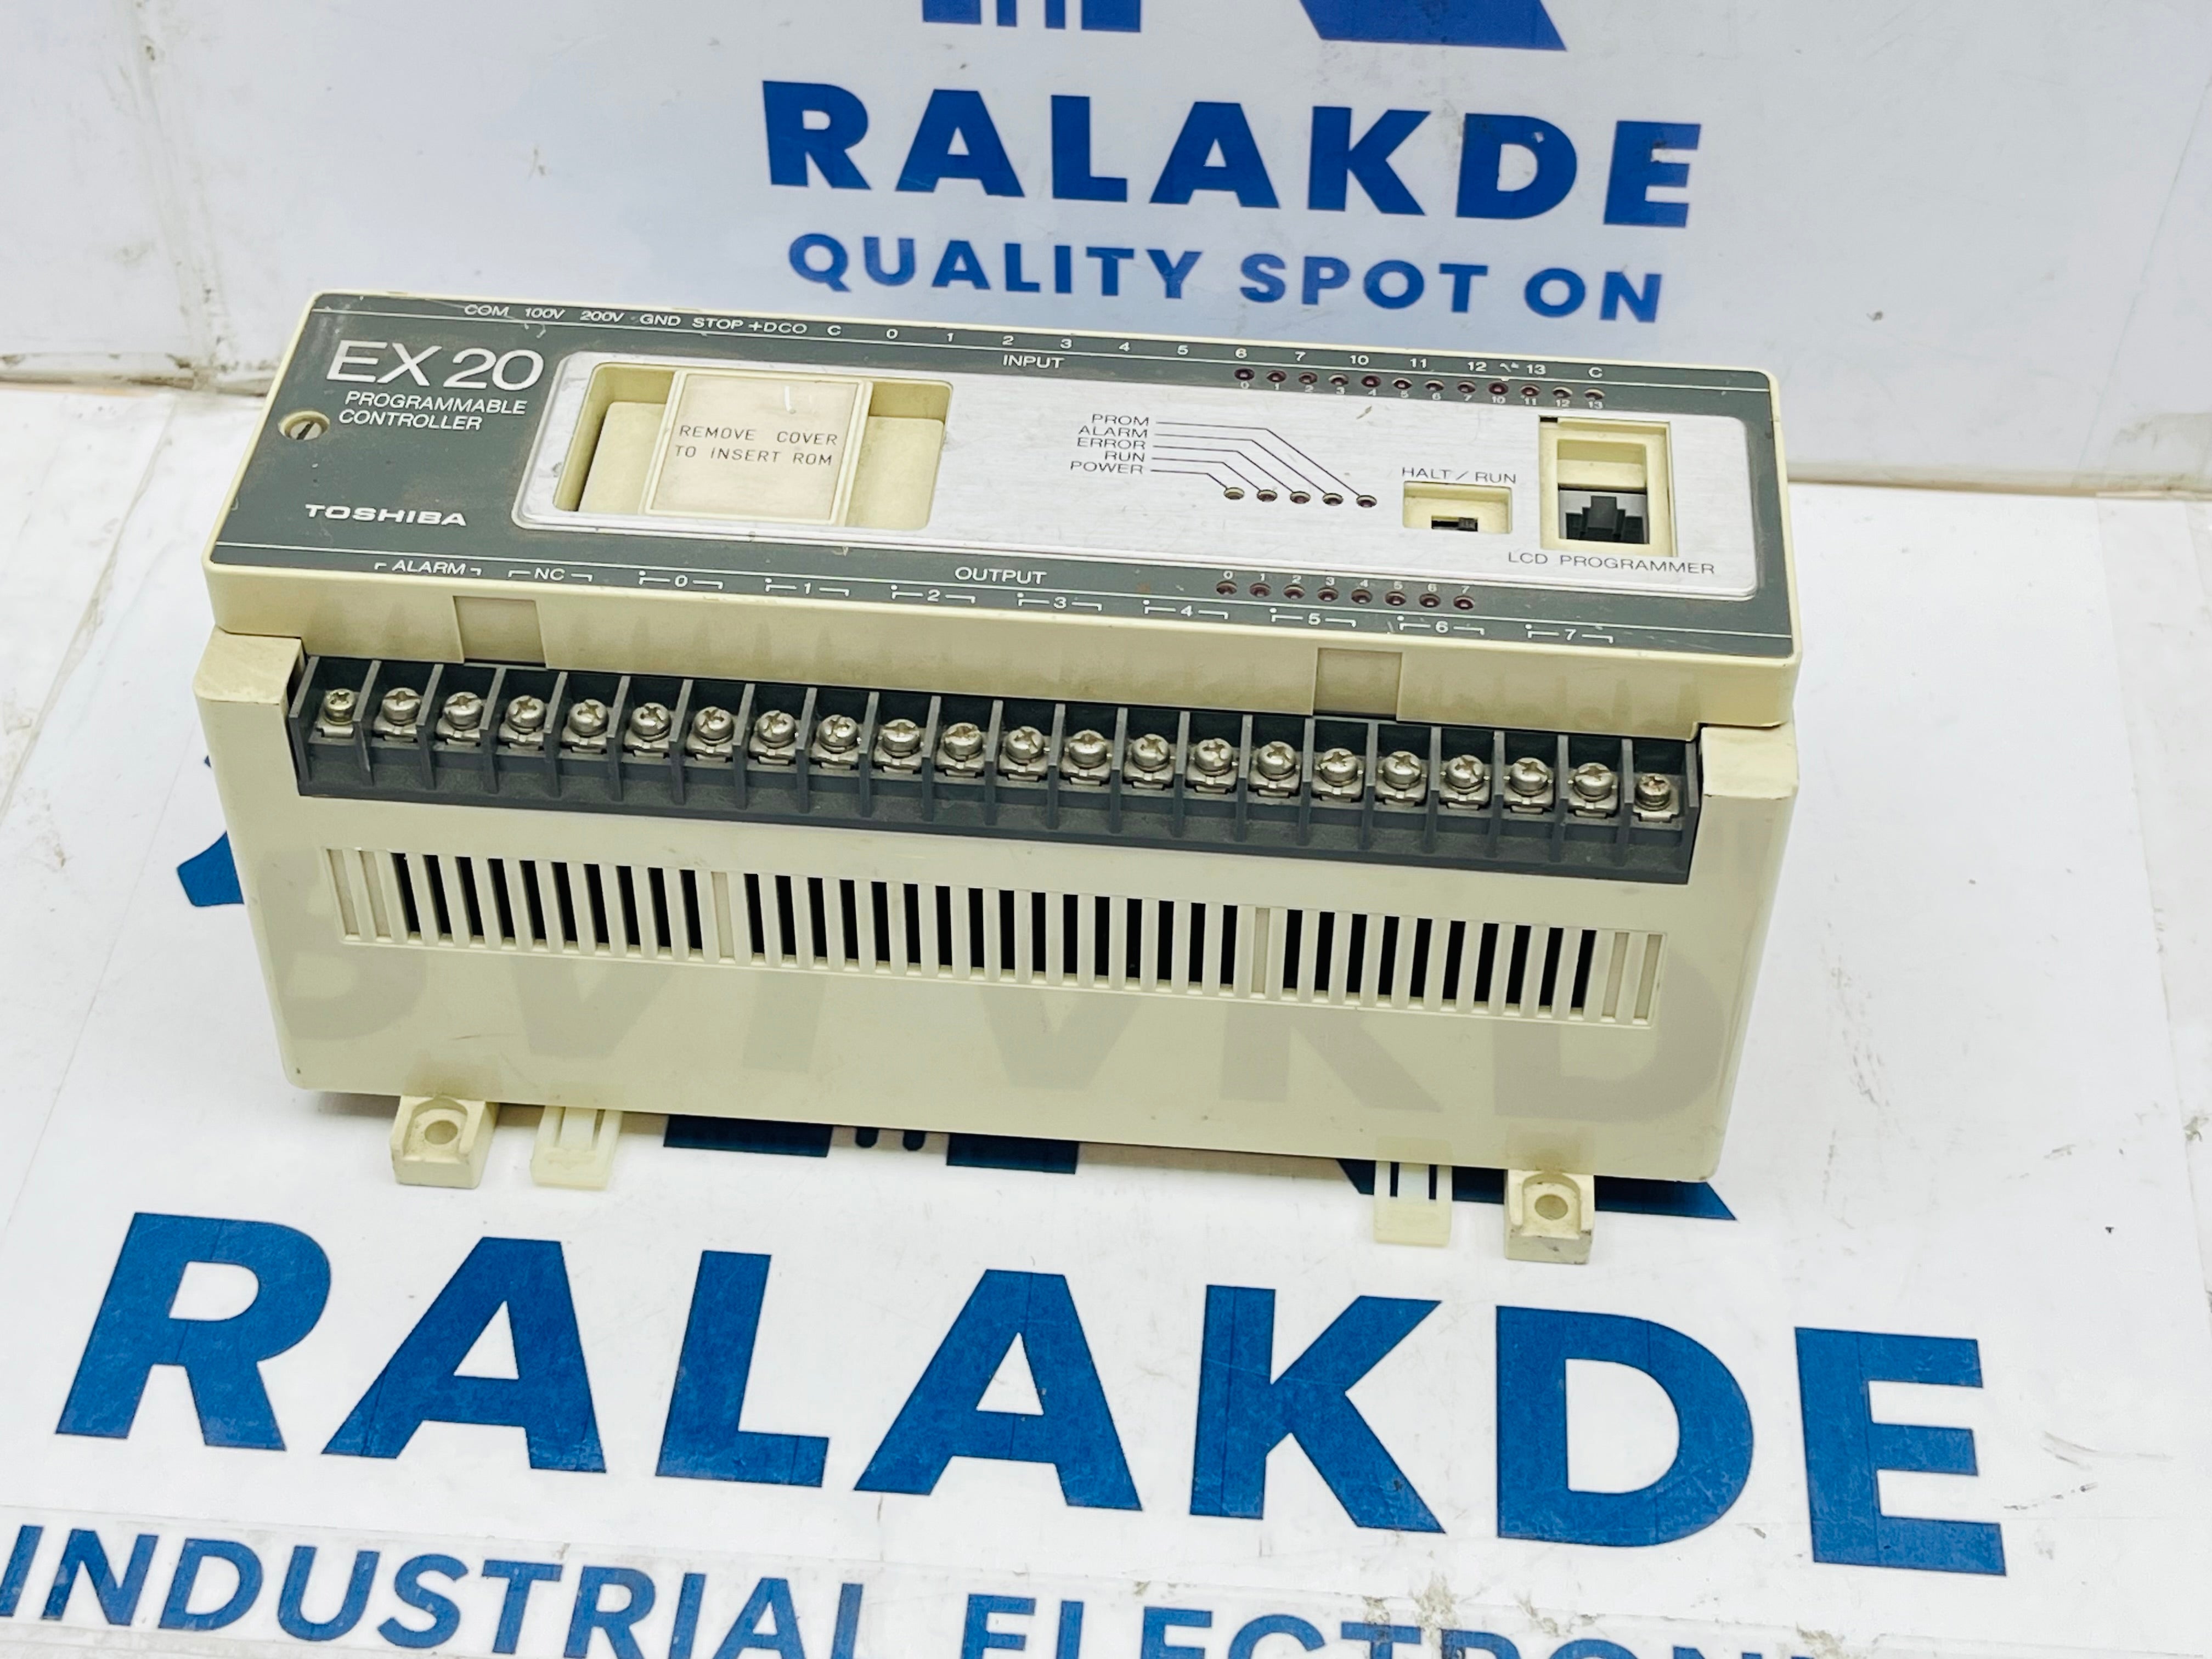 RALAKDE
QUALITY SPOT ON
COM 100V 200V GND STOP +DCO C 0 1 2 3 4 5 6 7 10 11 12 13 C
INPUT
0 1 2 3 4 5 6 7 10 11 12 13
EX20
PROGRAMMABLE
CONTROLLER
TOSHIBA
REMOVE COVER
TO INSERT ROM
PROM
ALARM
ERROR
RUN
POWER
HALT / RUN
LCD PROGRAMMER
OUTPUT
0 1 2 3 4 5 6 7
ALARM NC 0 1 2 3 4 5 6 7
RALAKDE
INDUSTRIAL ELECTRONI